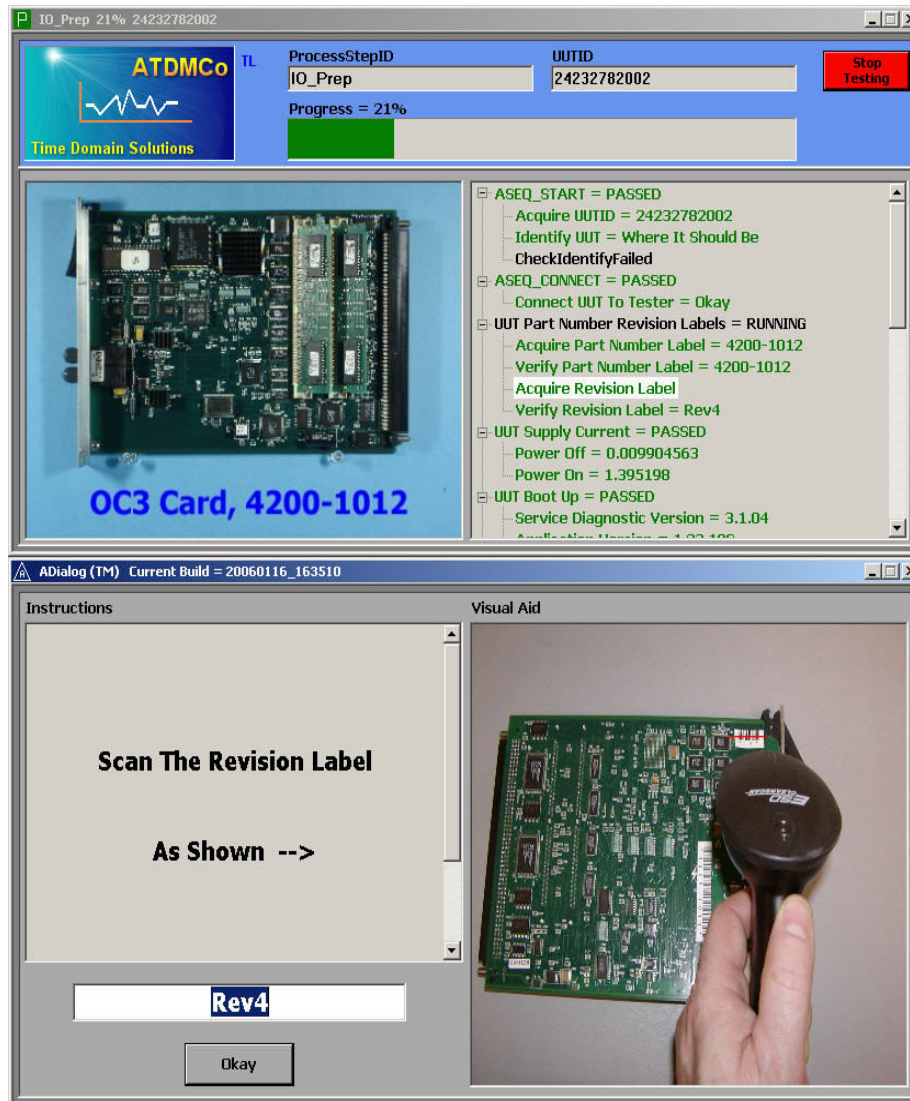 IO_Prep 21% 24232782002
ATDMCo
Time Domain Solutions
TL
ProcessStepID
IO_Prep
UUTID
24232782002
Stop
Testing
Progress = 21%
OC3 Card, 4200-1012
ASEQ_START = PASSED
Acquire UUTID = 24232782002
Identify UUT = Where It Should Be
CheckIdentifyFailed
ASEQ_CONNECT = PASSED
Connect UUT To Tester = Okay
UUT Part Number Revision Labels = RUNNING
Acquire Part Number Label = 4200-1012
Verify Part Number Label = 4200-1012
Acquire Revision Label
Verify Revision Label = Rev4
UUT Supply Current = PASSED
Power Off = 0.009904563
Power On = 1.395198
UUT Boot Up = PASSED
Service Diagnostic Version = 3.1.04
ADialog (TM) Current Build = 20060116_163510
Instructions
Scan The Revision Label
As Shown -->
Rev4
Okay
Visual Aid
ESD